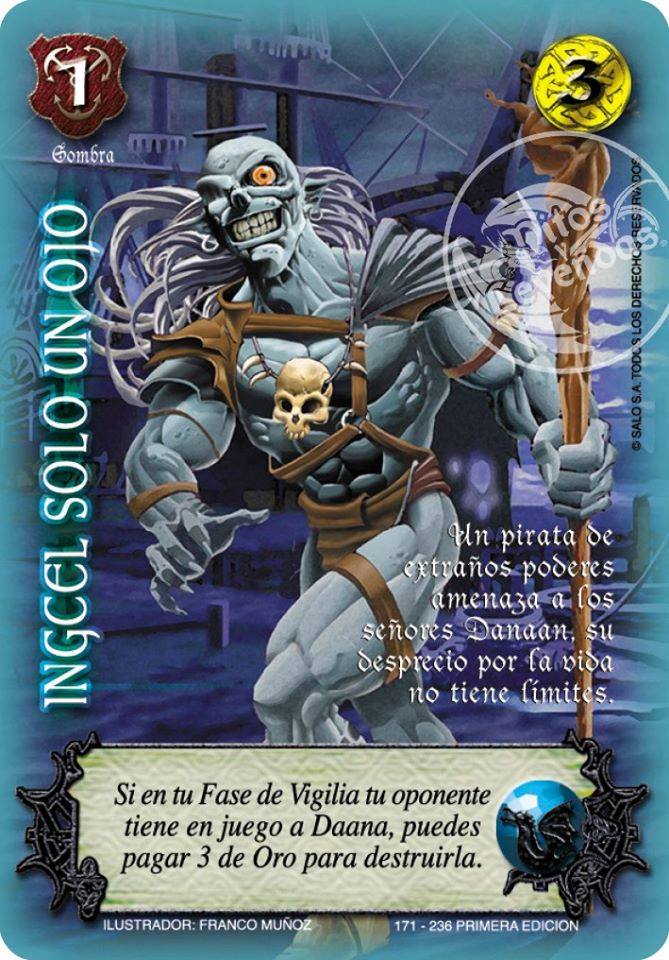 1
3
Sombra
INGCEL SOLO UN OJO
mitos
leyendas
© SALO S.A. TODOS LOS DERECHOS RESERVADOS
Un pirata de
extraños poderes
amenaza a los
señores Danaan, su
desprecio por la vida
no tiene límites.
Si en tu Fase de Vigilia tu oponente
tiene en juego a Daana, puedes
pagar 3 de Oro para destruirla.
ILUSTRADOR: FRANCO MUÑOZ
171 - 236 PRIMERA EDICION